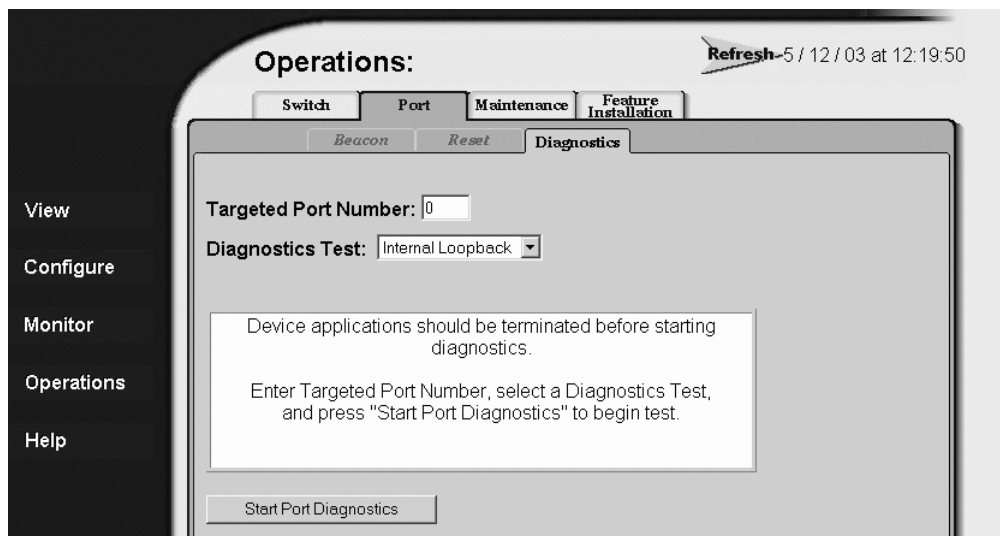 Operations:
Refresh-5 / 12 / 03 at 12:19:50
Switch Port Maintenance Feature Installation
Beacon Reset Diagnostics
View
Configure
Monitor
Operations
Help
Targeted Port Number: 0
Diagnostics Test: Internal Loopback
Device applications should be terminated before starting
diagnostics.
Enter Targeted Port Number, select a Diagnostics Test,
and press "Start Port Diagnostics" to begin test.
Start Port Diagnostics